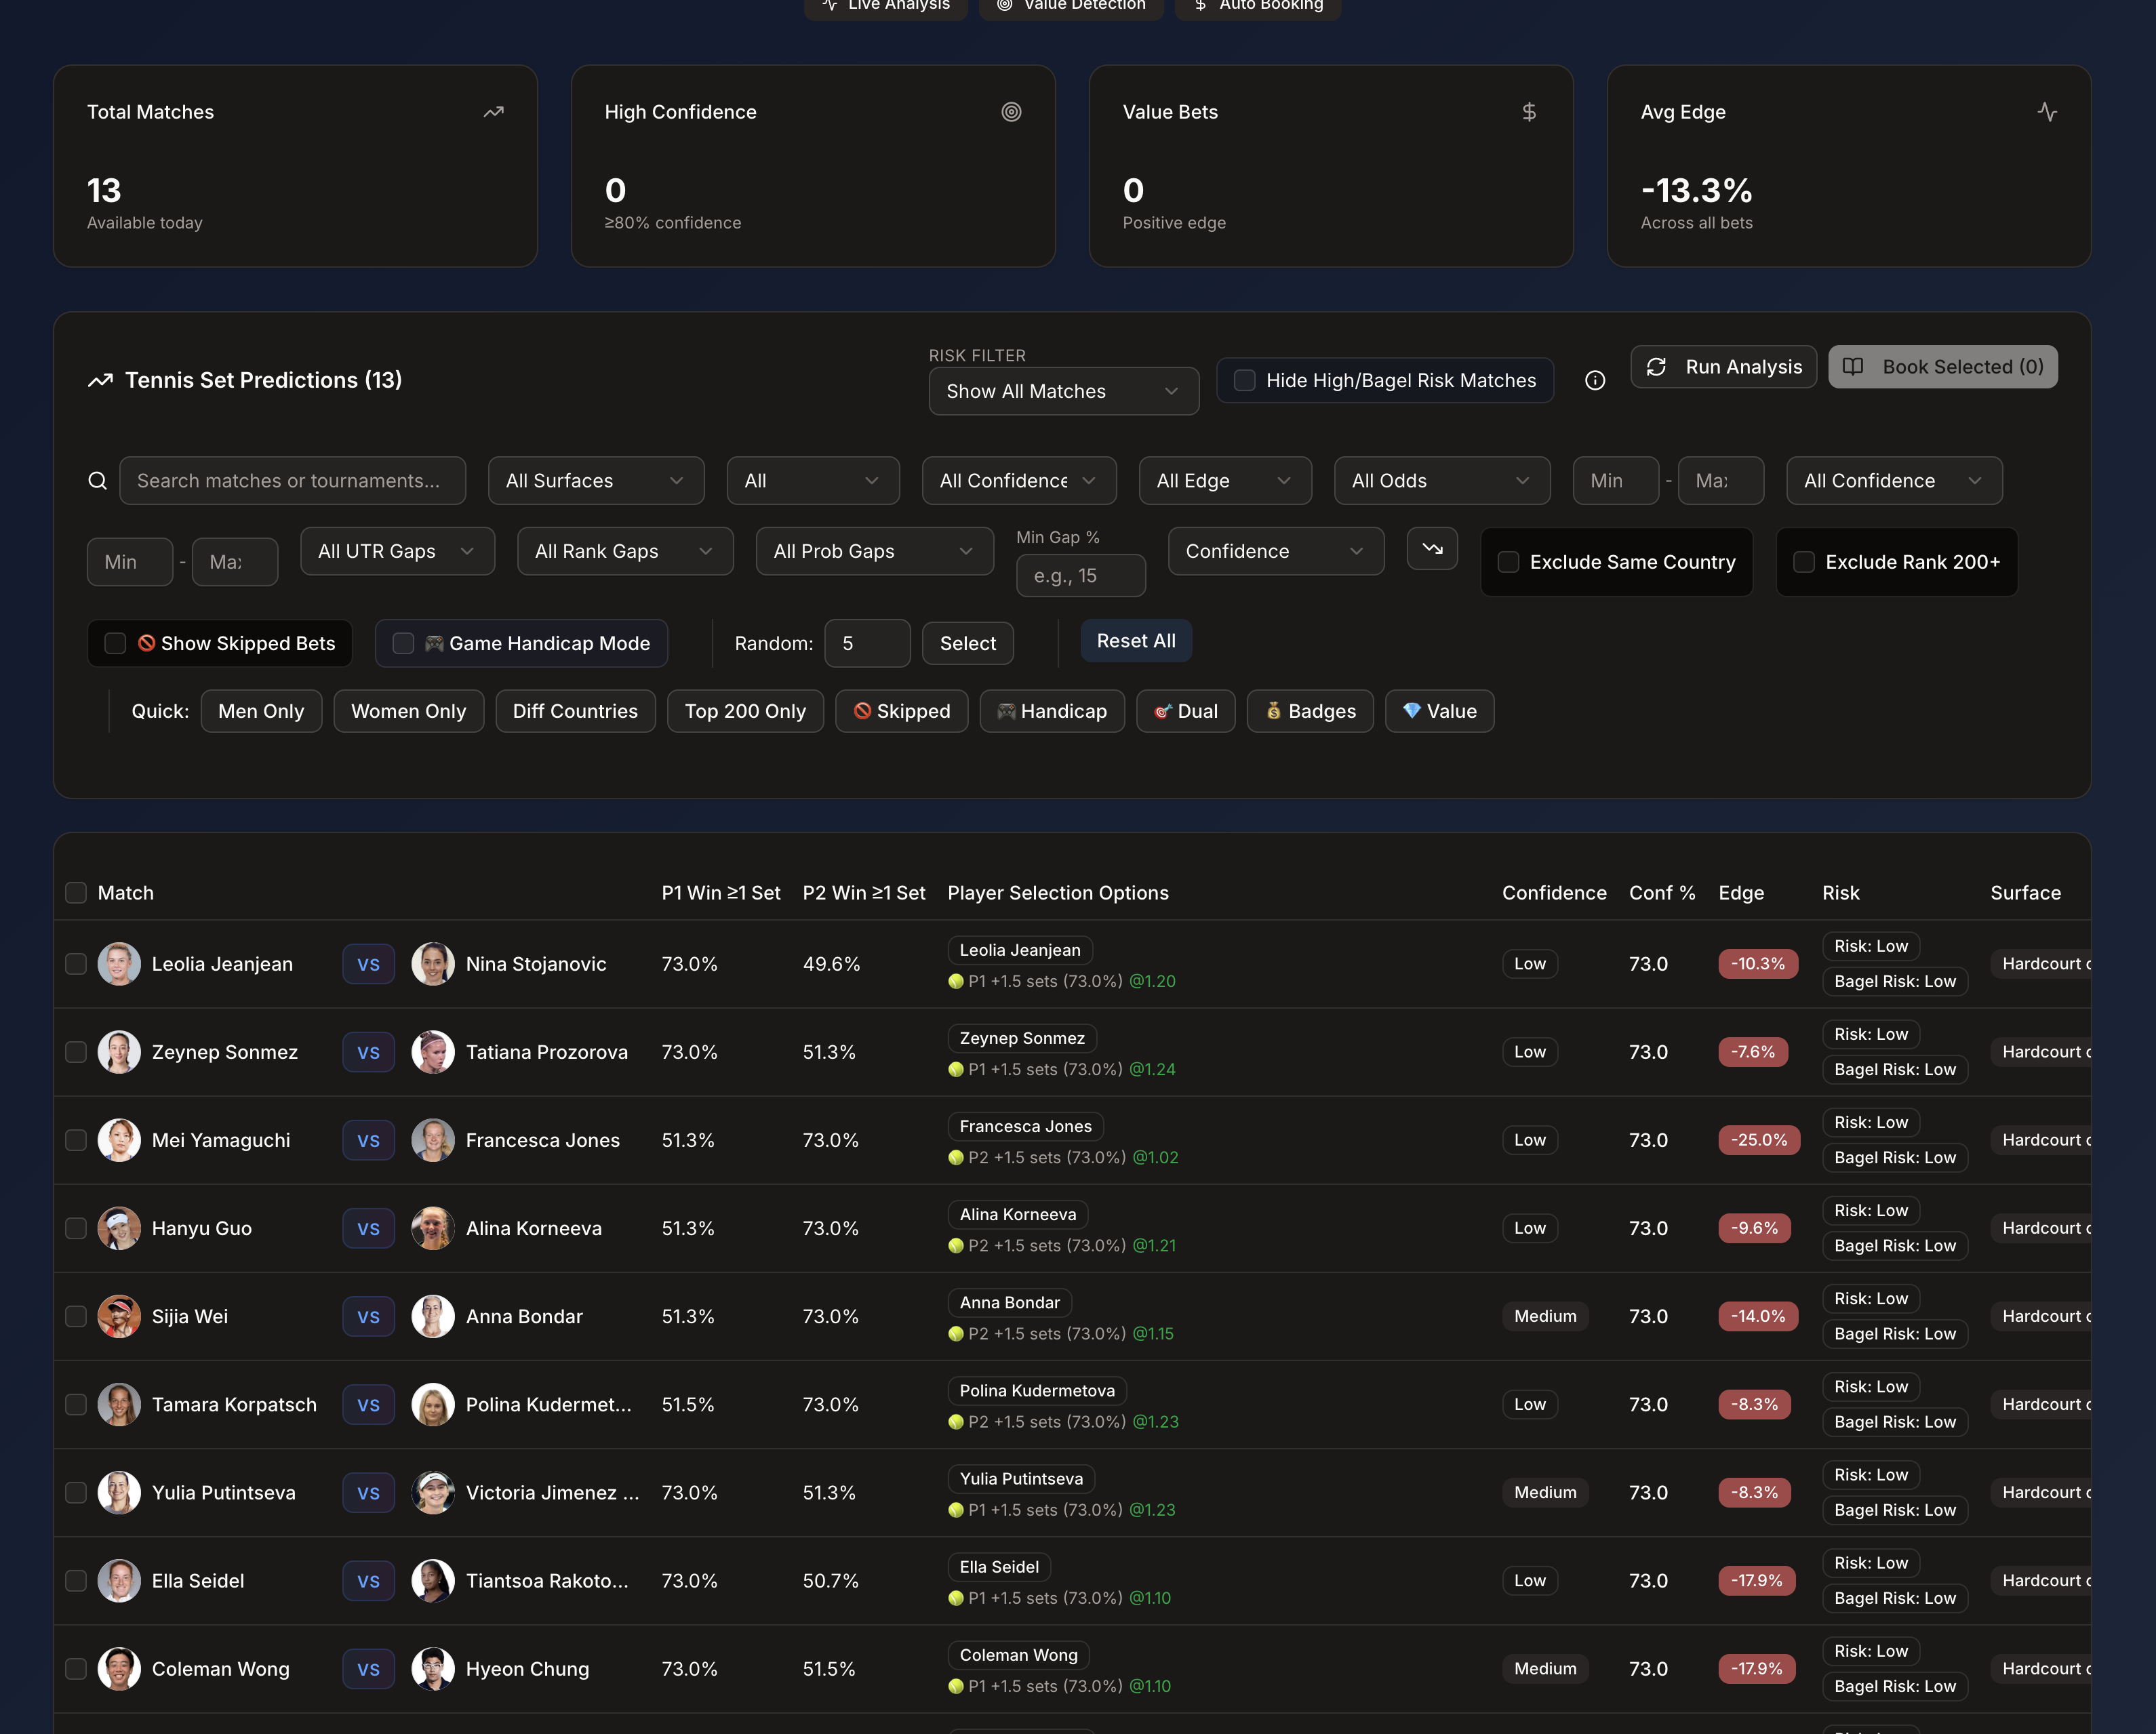 Live Analysis Value Detection Auto Booking
Total Matches High Confidence Value Bets Avg Edge
13 0 0 -13.3%
Available today ≥80% confidence Positive edge Across all bets
RISK FILTER
Tennis Set Predictions (13) Show All Matches Hide High/Bagel Risk Matches Run Analysis Book Selected (0)
Search matches or tournaments... All Surfaces All All Confidence All Edge All Odds Min - Max All Confidence
Min - Max All UTR Gaps All Rank Gaps All Prob Gaps Min Gap % e.g., 15 Confidence Exclude Same Country Exclude Rank 200+
🚫 Show Skipped Bets 🎮 Game Handicap Mode Random: 5 Select Reset All
Quick: Men Only Women Only Diff Countries Top 200 Only 🚫 Skipped 🎮 Handicap 🎯 Dual 💰 Badges 💎 Value
Match P1 Win ≥1 Set P2 Win ≥1 Set Player Selection Options Confidence Conf % Edge Risk Surface
Leolia Jeanjean VS Nina Stojanovic 73.0% 49.6% Leolia Jeanjean Low 73.0 -10.3% Risk: Low Hardcourt
🎾 P1 +1.5 sets (73.0%) @1.20 Bagel Risk: Low
Zeynep Sonmez VS Tatiana Prozorova 73.0% 51.3% Zeynep Sonmez Low 73.0 -7.6% Risk: Low Hardcourt
🎾 P1 +1.5 sets (73.0%) @1.24 Bagel Risk: Low
Mei Yamaguchi VS Francesca Jones 51.3% 73.0% Francesca Jones Low 73.0 -25.0% Risk: Low Hardcourt
🎾 P2 +1.5 sets (73.0%) @1.02 Bagel Risk: Low
Hanyu Guo VS Alina Korneeva 51.3% 73.0% Alina Korneeva Low 73.0 -9.6% Risk: Low Hardcourt
🎾 P2 +1.5 sets (73.0%) @1.21 Bagel Risk: Low
Sijia Wei VS Anna Bondar 51.3% 73.0% Anna Bondar Medium 73.0 -14.0% Risk: Low Hardcourt
🎾 P2 +1.5 sets (73.0%) @1.15 Bagel Risk: Low
Tamara Korpatsch VS Polina Kudermet... 51.5% 73.0% Polina Kudermetova Low 73.0 -8.3% Risk: Low Hardcourt
🎾 P2 +1.5 sets (73.0%) @1.23 Bagel Risk: Low
Yulia Putintseva VS Victoria Jimenez ... 73.0% 51.3% Yulia Putintseva Medium 73.0 -8.3% Risk: Low Hardcourt
🎾 P1 +1.5 sets (73.0%) @1.23 Bagel Risk: Low
Ella Seidel VS Tiantsoa Rakoto... 73.0% 50.7% Ella Seidel Low 73.0 -17.9% Risk: Low Hardcourt
🎾 P1 +1.5 sets (73.0%) @1.10 Bagel Risk: Low
Coleman Wong VS Hyeon Chung 73.0% 51.5% Coleman Wong Medium 73.0 -17.9% Risk: Low Hardcourt
🎾 P1 +1.5 sets (73.0%) @1.10 Bagel Risk: Low